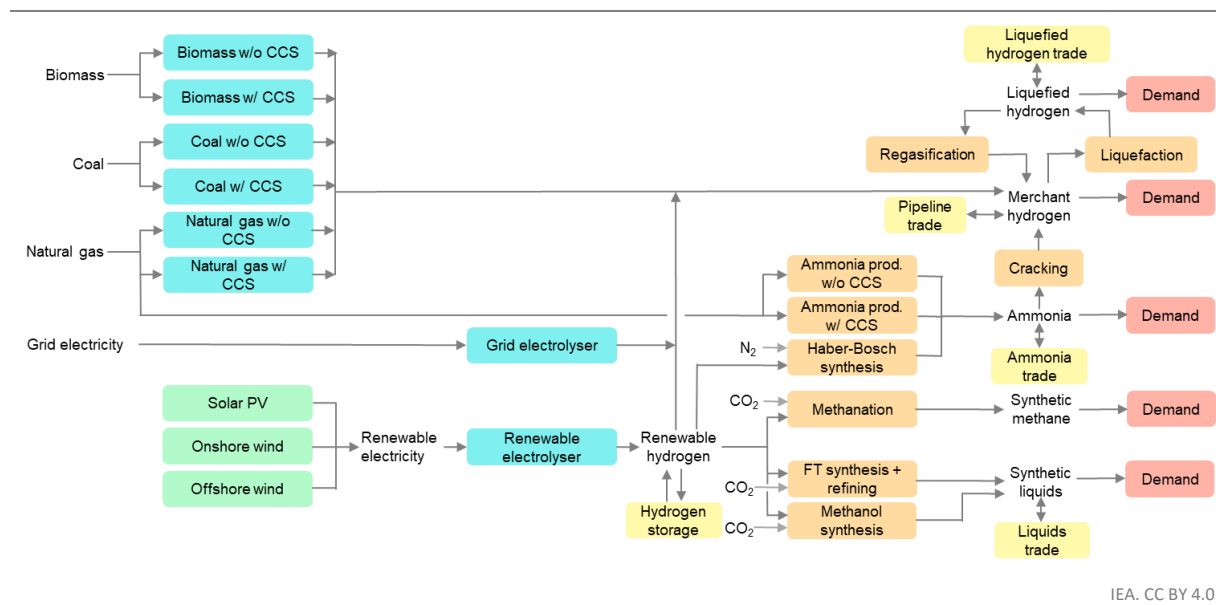 Biomass
Biomass w/o CCS
Biomass w/ CCS
Coal
Coal w/o CCS
Coal w/ CCS
Natural gas
Natural gas w/o
CCS
Natural gas w/
CCS
Grid electricity
Grid electrolyser
Solar PV
Onshore wind
Offshore wind
Renewable
electricity
Renewable
electrolyser
Renewable
hydrogen
Hydrogen
storage
Liquefied
hydrogen trade
Liquefied
hydrogen
Demand
Regasification
Liquefaction
Merchant
hydrogen
Demand
Pipeline
trade
Cracking
Ammonia prod.
w/o CCS
Ammonia prod.
w/ CCS
N₂
Haber-Bosch
synthesis
Ammonia
Demand
Ammonia
trade
CO₂
Methanation
Synthetic
methane
Demand
CO₂
FT synthesis +
refining
CO₂
Methanol
synthesis
Synthetic
liquids
Demand
Liquids
trade
IEA. CC BY 4.0